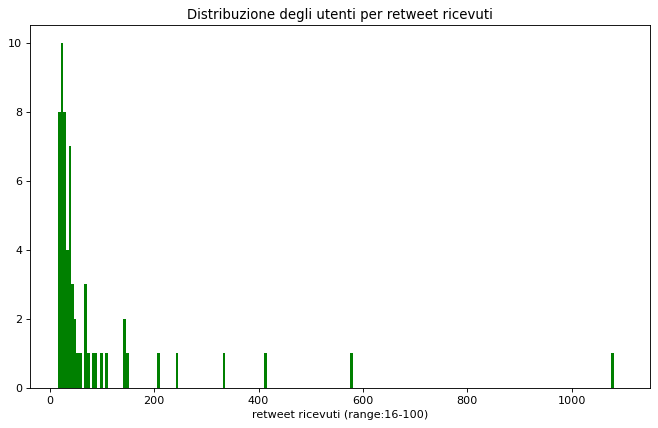 Distribuzione degli utenti per retweet ricevuti
10
8
6
4
2
0
0 200 400 600 800 1000
retweet ricevuti (range:16-100)